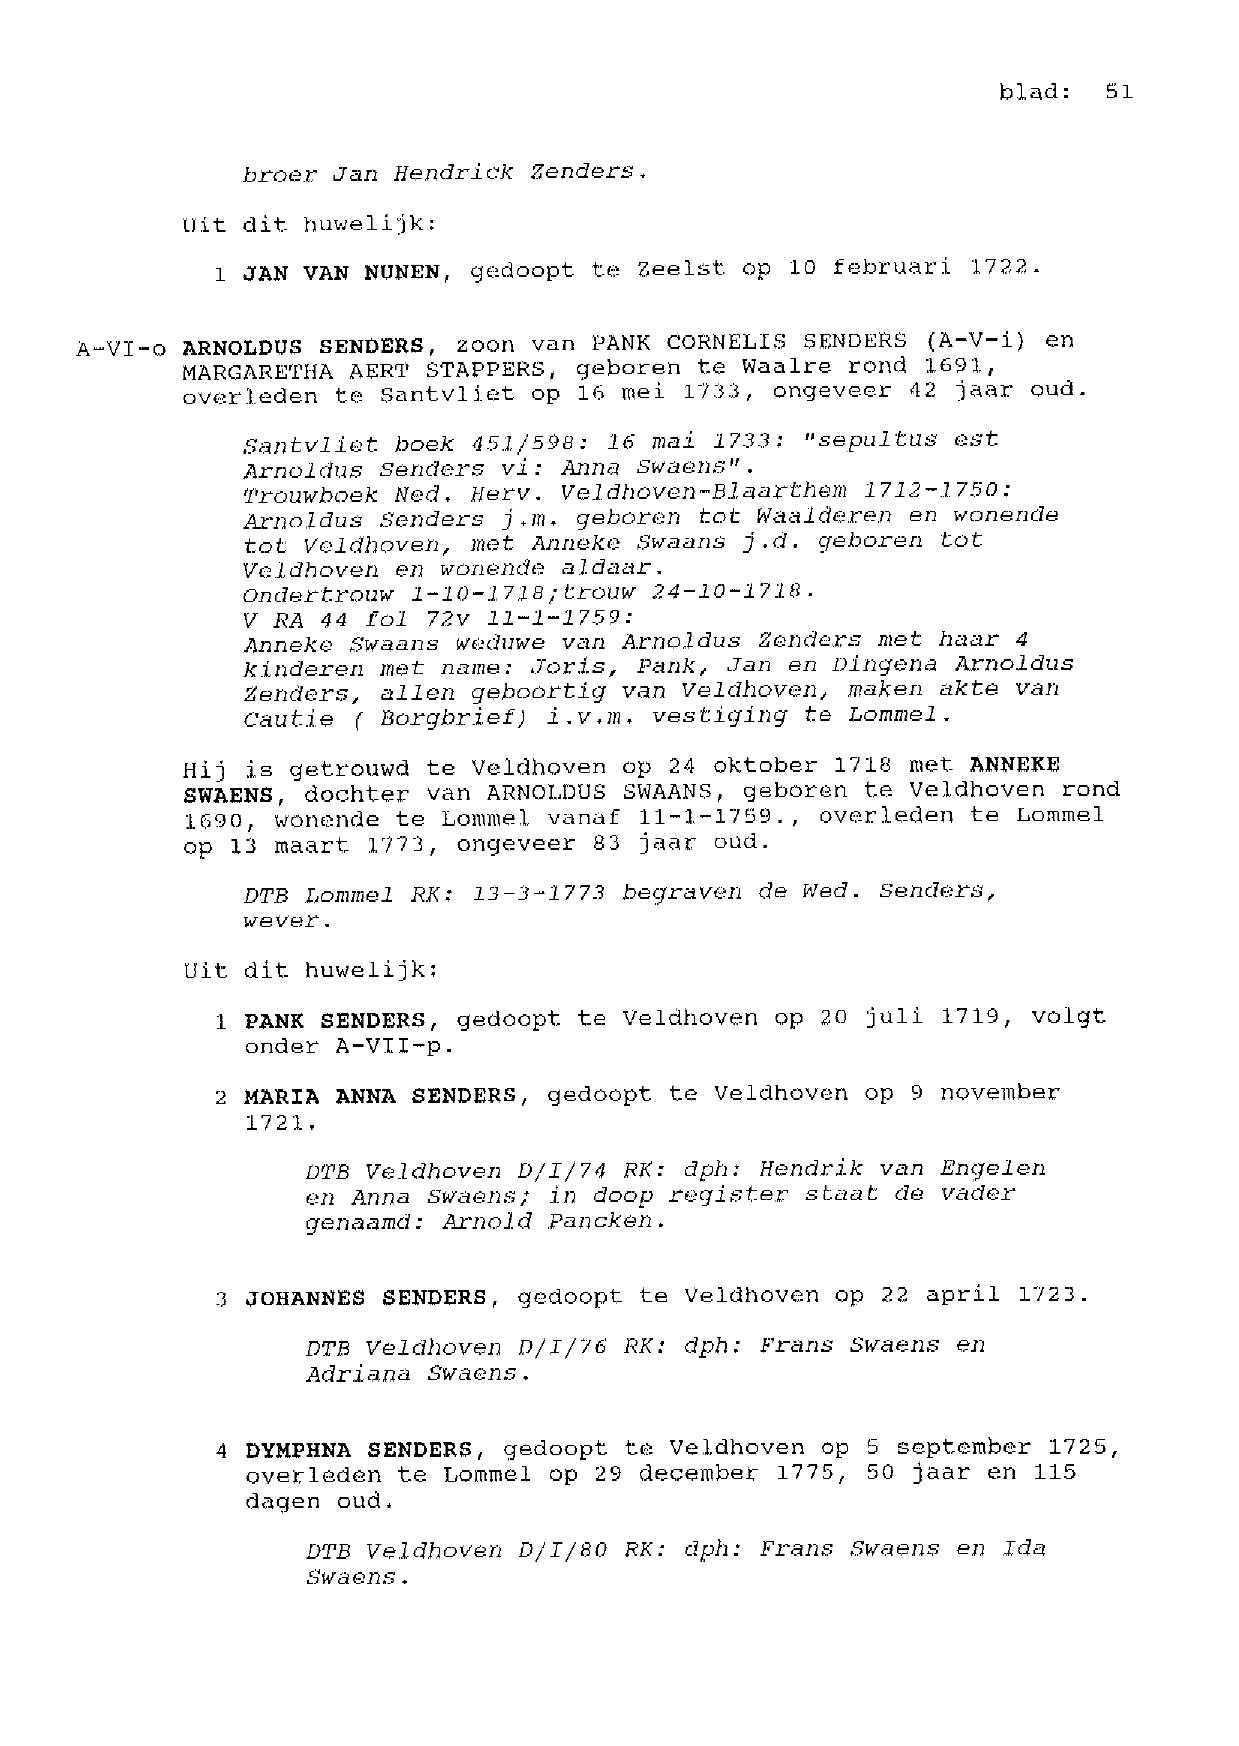 blad: 51
broer Jan Hendrick Zenders.
Uit dit huwelijk:
1 JAN VAN NUNEN, gedoopt te Zeelst op 10 februari 1722.
A-VI-o ARNOLDUS SENDERS, zoon van PANK CORNELIS SENDERS (A-V-i) en
MARGARETHA AERT STAPPERS, geboren te Waalre rond 1691,
overleden te Santvliet op 16 mei 1733, ongeveer 42 jaar oud.
Santvliet boek 451/598: 16 mai 1733: "sepultus est
Arnoldus Senders vi: Anna Swaens".
Trouwboek Ned. Herv. Veldhoven-Blaarthem 1712-1750:
Arnoldus Senders j.m. geboren tot Waalderen en wonende
tot Veldhoven, met Anneke Swaans j.d. geboren tot
Veldhoven en wonende aldaar.
Ondertrouw 1-10-1718;trouw 24-10-1718.
V RA 44 fol 72v 11-1-1759:
Anneke Swaans weduwe van Arnoldus Zenders met haar 4
kinderen met name: Joris, Pank, Jan en Dingena Arnoldus
Zenders, allen geboortig van Veldhoven, maken akte van
Cautie ( Borgbrief) i.v.m. vestiging te Lommel.
Hij is getrouwd te Veldhoven op 24 oktober 1718 met ANNEKE
SWAENS, dochter van ARNOLDUS SWAANS, geboren te Veldhoven rond
1690, wonende te Lommel vanaf 11-1-1759., overleden te Lommel
op 13 maart 1773, ongeveer 83 jaar oud.
DTB Lommel RK: 13-3-1773 begraven de Wed. Senders,
wever.
Uit dit huwelijk:
1 PANK SENDERS, gedoopt te Veldhoven op 20 juli 1719, volgt
onder A-VII-p.
2 MARIA ANNA SENDERS, gedoopt te Veldhoven op 9 november
1721.
DTB Veldhoven D/I/74 RK: dph: Hendrik van Engelen
en Anna Swaens; in doop register staat de vader
genaamd: Arnold Pancken.
3 JOHANNES SENDERS, gedoopt te Veldhoven op 22 april 1723.
DTB Veldhoven D/I/76 RK: dph: Frans Swaens en
Adriana Swaens.
4 DYMPHNA SENDERS, gedoopt te Veldhoven op 5 september 1725,
overleden te Lommel op 29 december 1775, 50 jaar en 115
dagen oud.
DTB Veldhoven D/I/80 RK: dph: Frans Swaens en Ida
Swaens.